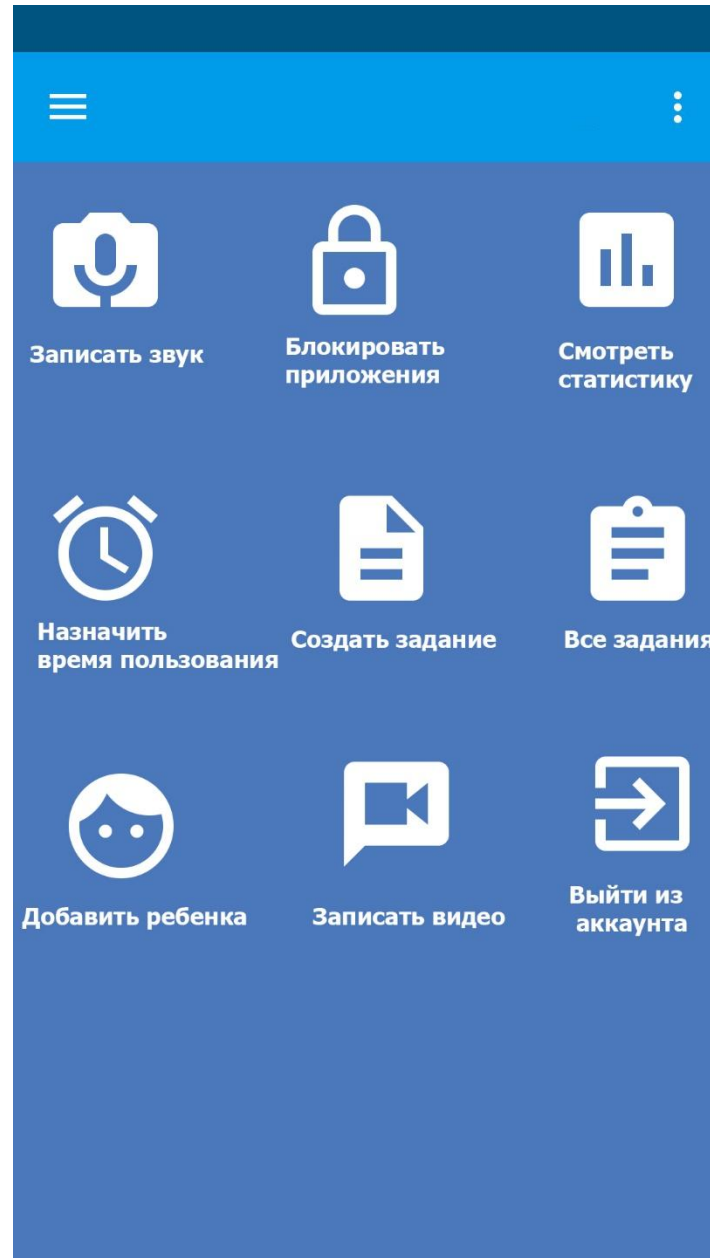 Записать звук
Блокировать
приложения
Смотреть
статистику
Назначить
время пользования
Создать задание
Все задания
Добавить ребенка
Записать видео
Выйти из
аккаунта